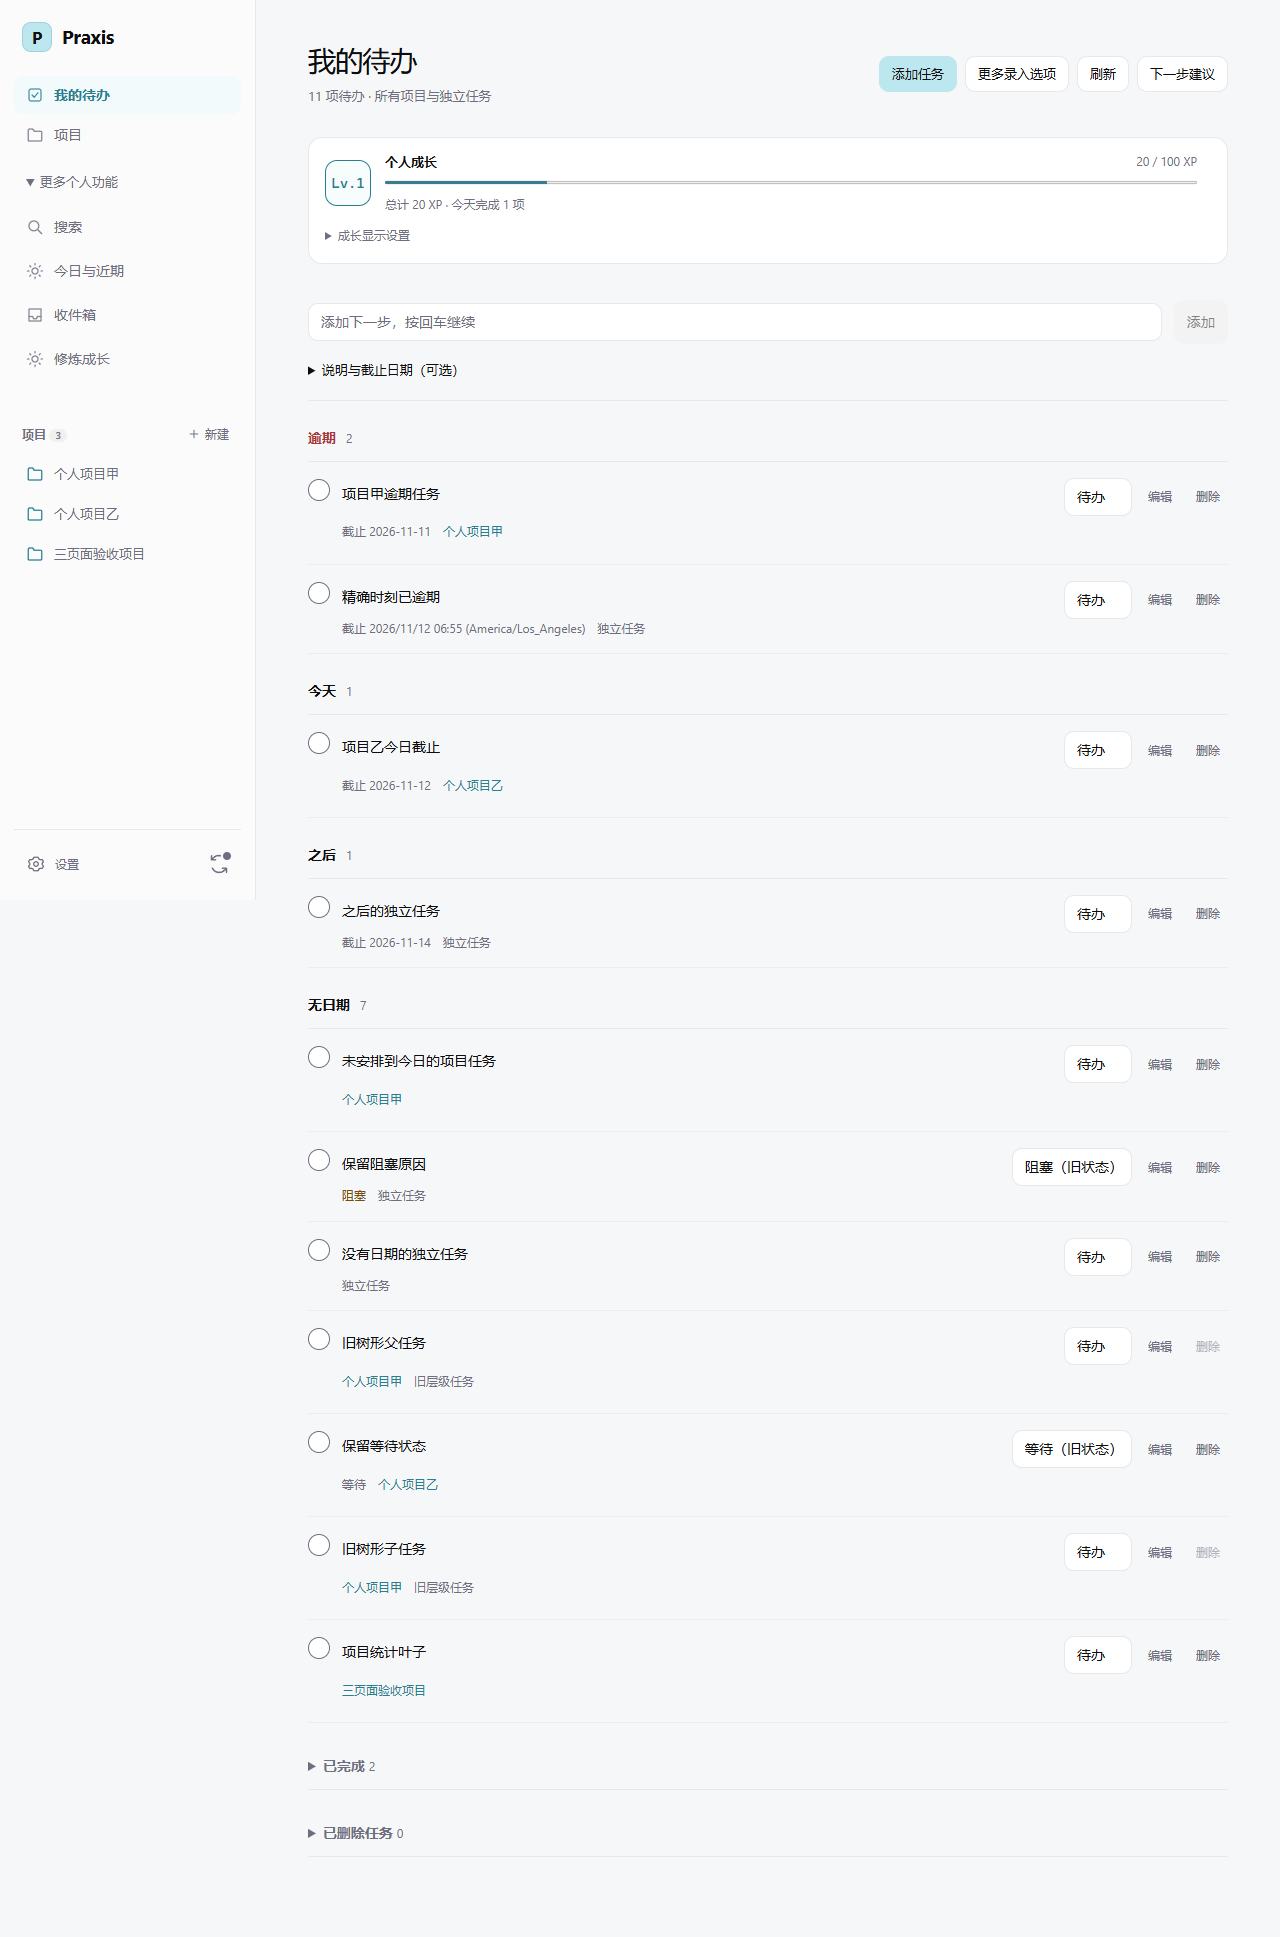 P Praxis
我的待办
项目
▼ 更多个人功能
搜索
今日与近期
收件箱
修炼成长
项目 3 + 新建
个人项目甲
个人项目乙
三页面验收项目
设置
我的待办
11 项待办 · 所有项目与独立任务
添加任务 更多录入选项 刷新 下一步建议
Lv.1
个人成长 20 / 100 XP
总计 20 XP · 今天完成 1 项
▶ 成长显示设置
添加下一步，按回车继续 添加
▶ 说明与截止日期（可选）
逾期 2
项目甲逾期任务 待办 编辑 删除
截止 2026-11-11 个人项目甲
精确时刻已逾期 待办 编辑 删除
截止 2026/11/12 06:55 (America/Los_Angeles) 独立任务
今天 1
项目乙今日截止 待办 编辑 删除
截止 2026-11-12 个人项目乙
之后 1
之后的独立任务 待办 编辑 删除
截止 2026-11-14 独立任务
无日期 7
未安排到今日的项目任务 待办 编辑 删除
个人项目甲
保留阻塞原因 阻塞（旧状态） 编辑 删除
阻塞 独立任务
没有日期的独立任务 待办 编辑 删除
独立任务
旧树形父任务 待办 编辑 删除
个人项目甲 旧层级任务
保留等待状态 等待（旧状态） 编辑 删除
等待 个人项目乙
旧树形子任务 待办 编辑 删除
个人项目甲 旧层级任务
项目统计叶子 待办 编辑 删除
三页面验收项目
▶ 已完成 2
▶ 已删除任务 0